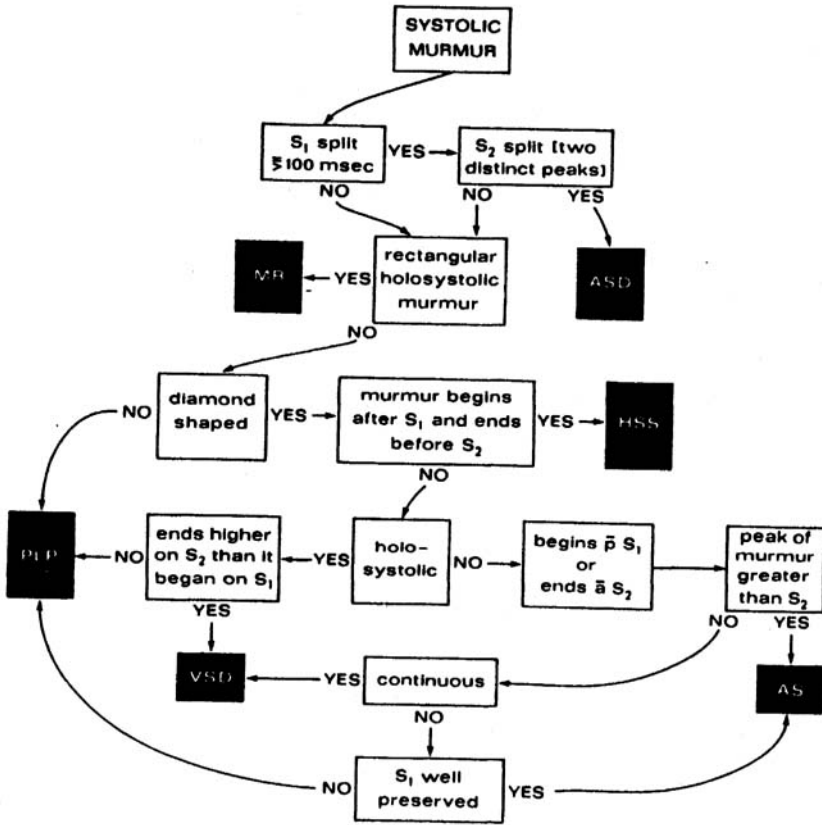 SYSTOLIC
MURMUR
S₁ split
≥100 msec
YES
S₂ split [two
distinct peaks]
NO
NO
YES
MR
YES
rectangular
holosystolic
murmur
ASD
NO
NO
diamond
shaped
YES
murmur begins
after S₁ and ends
before S₂
YES
HSS
NO
PLP
NO
ends higher
on S₂ than it
began on S₁
YES
holo-
systolic
NO
begins p̄ S₁
or
ends ā S₂
peak of
murmur
greater
than S₂
YES
NO
YES
VSD
YES
continuous
AS
NO
NO
S₁ well
preserved
YES